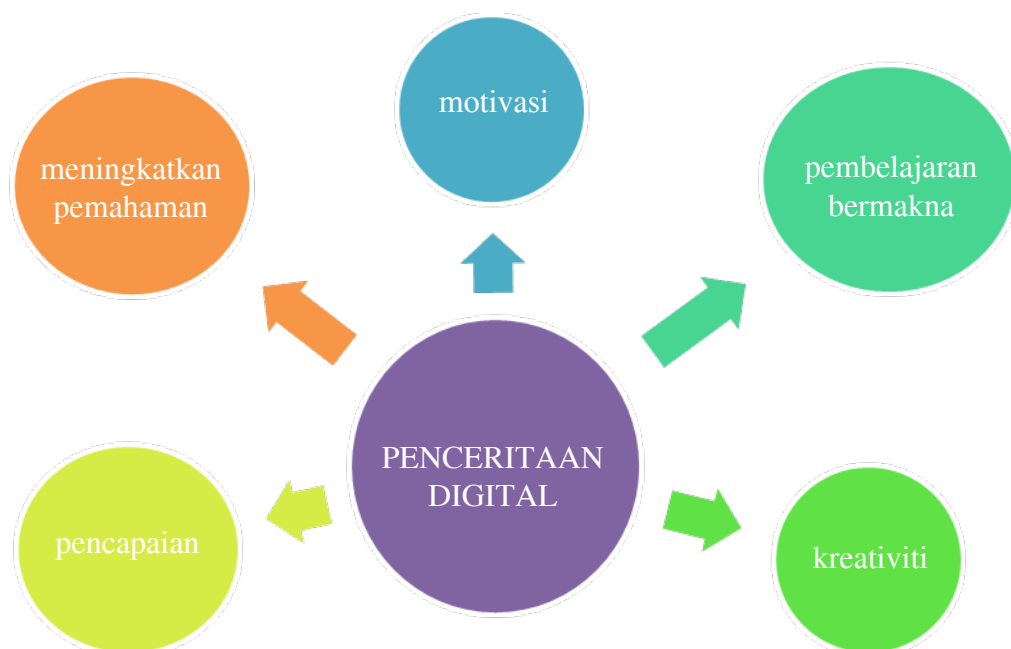 motivasi
meningkatkan
pemahaman
pembelajaran
bermakna
PENCERITAAN
DIGITAL
pencapaian
kreativiti